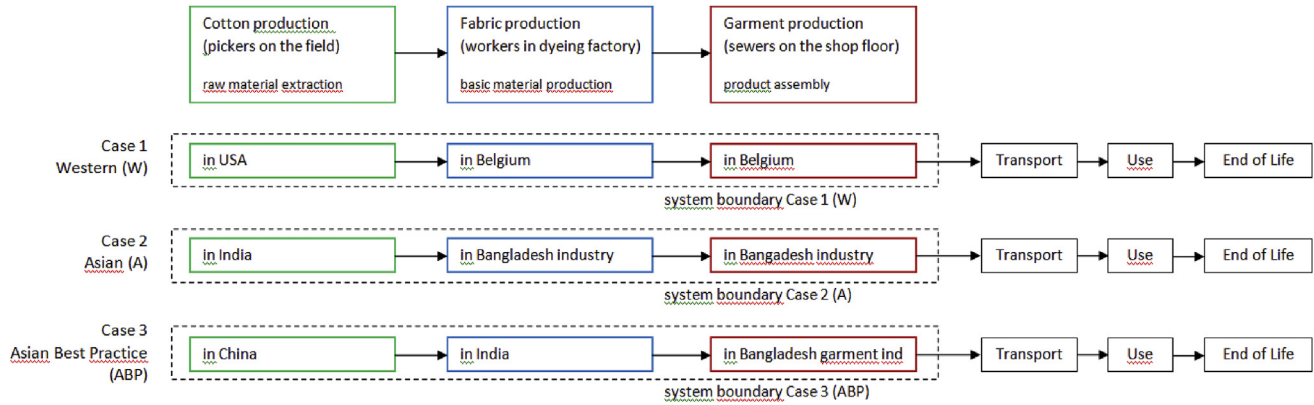 Cotton production
(pickers on the field)
raw material extraction
Fabric production
(workers in dyeing factory)
basic material production
Garment production
(sewers on the shop floor)
product assembly
Case 1
Western (W)
in USA
in Belgium
in Belgium
Transport
Use
End of Life
system boundary Case 1 (W)
Case 2
Asian (A)
in India
in Bangladesh industry
in Bangadesh industry
Transport
Use
End of Life
system boundary Case 2 (A)
Case 3
Asian Best Practice
(ABP)
in China
in India
in Bangladesh garment ind
Transport
Use
End of Life
system boundary Case 3 (ABP)